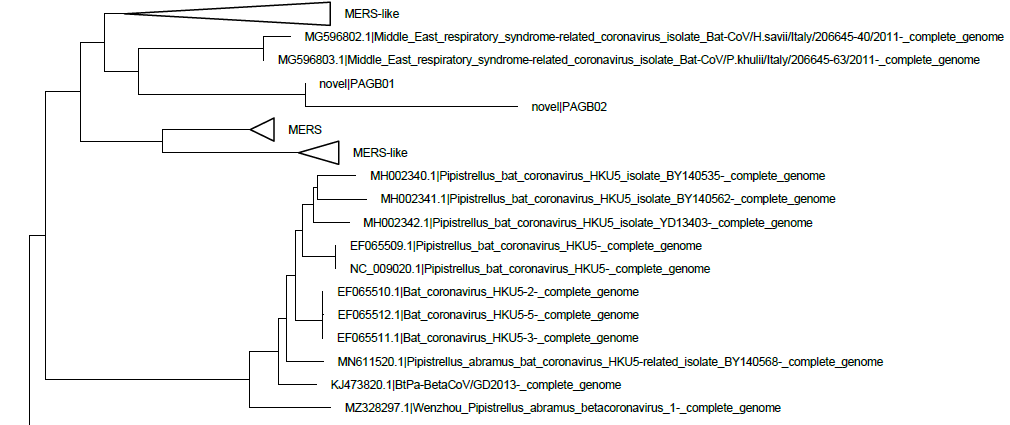 MERS-like
MG596802.1|Middle_East_respiratory_syndrome-related_coronavirus_isolate_Bat-CoV/H.savii/Italy/206645-40/2011-_complete_genome
MG596803.1|Middle_East_respiratory_syndrome-related_coronavirus_isolate_Bat-CoV/P.khulii/Italy/206645-63/2011-_complete_genome
novel|PAGB01
novel|PAGB02
MERS
MERS-like
MH002340.1|Pipistrellus_bat_coronavirus_HKU5_isolate_BY140535-_complete_genome
MH002341.1|Pipistrellus_bat_coronavirus_HKU5_isolate_BY140562-_complete_genome
MH002342.1|Pipistrellus_bat_coronavirus_HKU5_isolate_YD13403-_complete_genome
EF065509.1|Pipistrellus_bat_coronavirus_HKU5-_complete_genome
NC_009020.1|Pipistrellus_bat_coronavirus_HKU5-_complete_genome
EF065510.1|Bat_coronavirus_HKU5-2-_complete_genome
EF065512.1|Bat_coronavirus_HKU5-5-_complete_genome
EF065511.1|Bat_coronavirus_HKU5-3-_complete_genome
MN611520.1|Pipistrellus_abramus_bat_coronavirus_HKU5-related_isolate_BY140568-_complete_genome
KJ473820.1|BtPa-BetaCoV/GD2013-_complete_genome
MZ328297.1|Wenzhou_Pipistrellus_abramus_betacoronavirus_1-_complete_genome